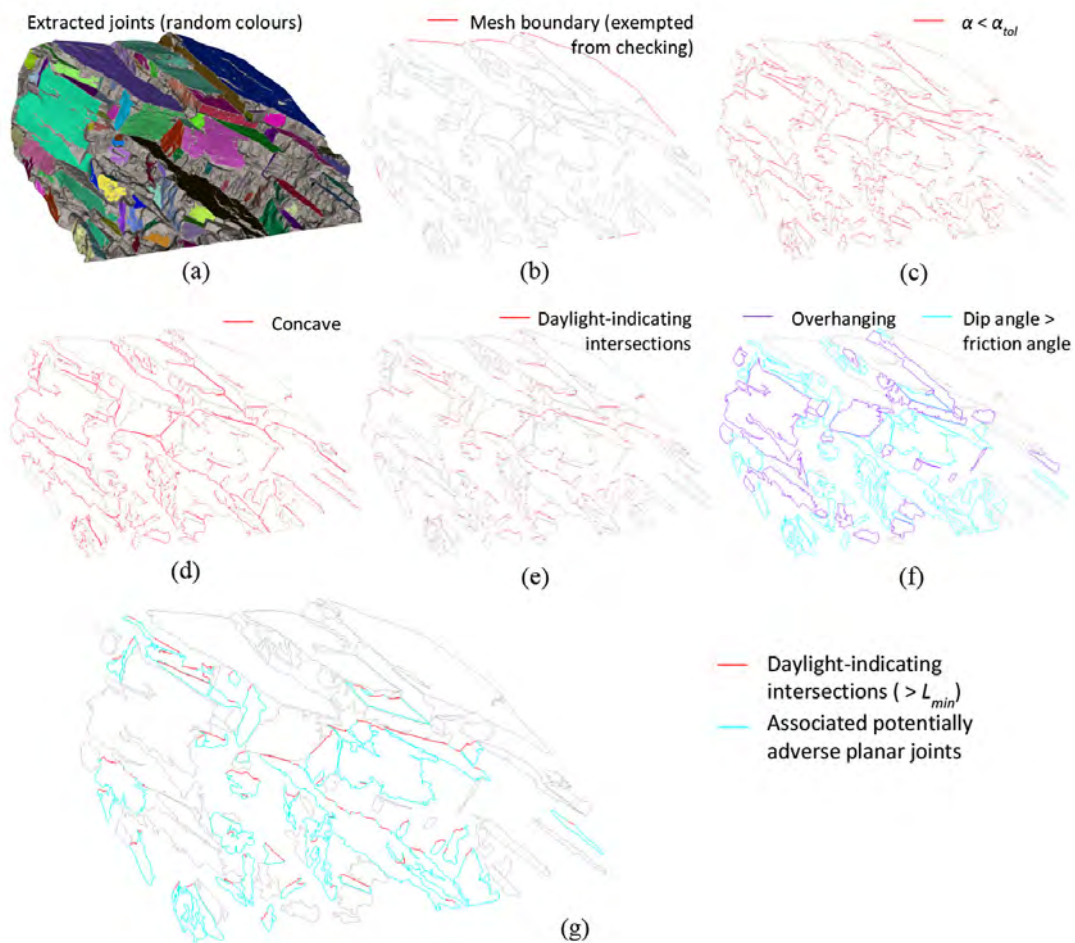 Extracted joints (random colours)
Mesh boundary (exempted
from checking)
α < αtol
(a)
(b)
(c)
Concave
Daylight-indicating
intersections
Overhanging
Dip angle >
friction angle
(d)
(e)
(f)
Daylight-indicating
intersections ( > Lmin)
Associated potentially
adverse planar joints
(g)